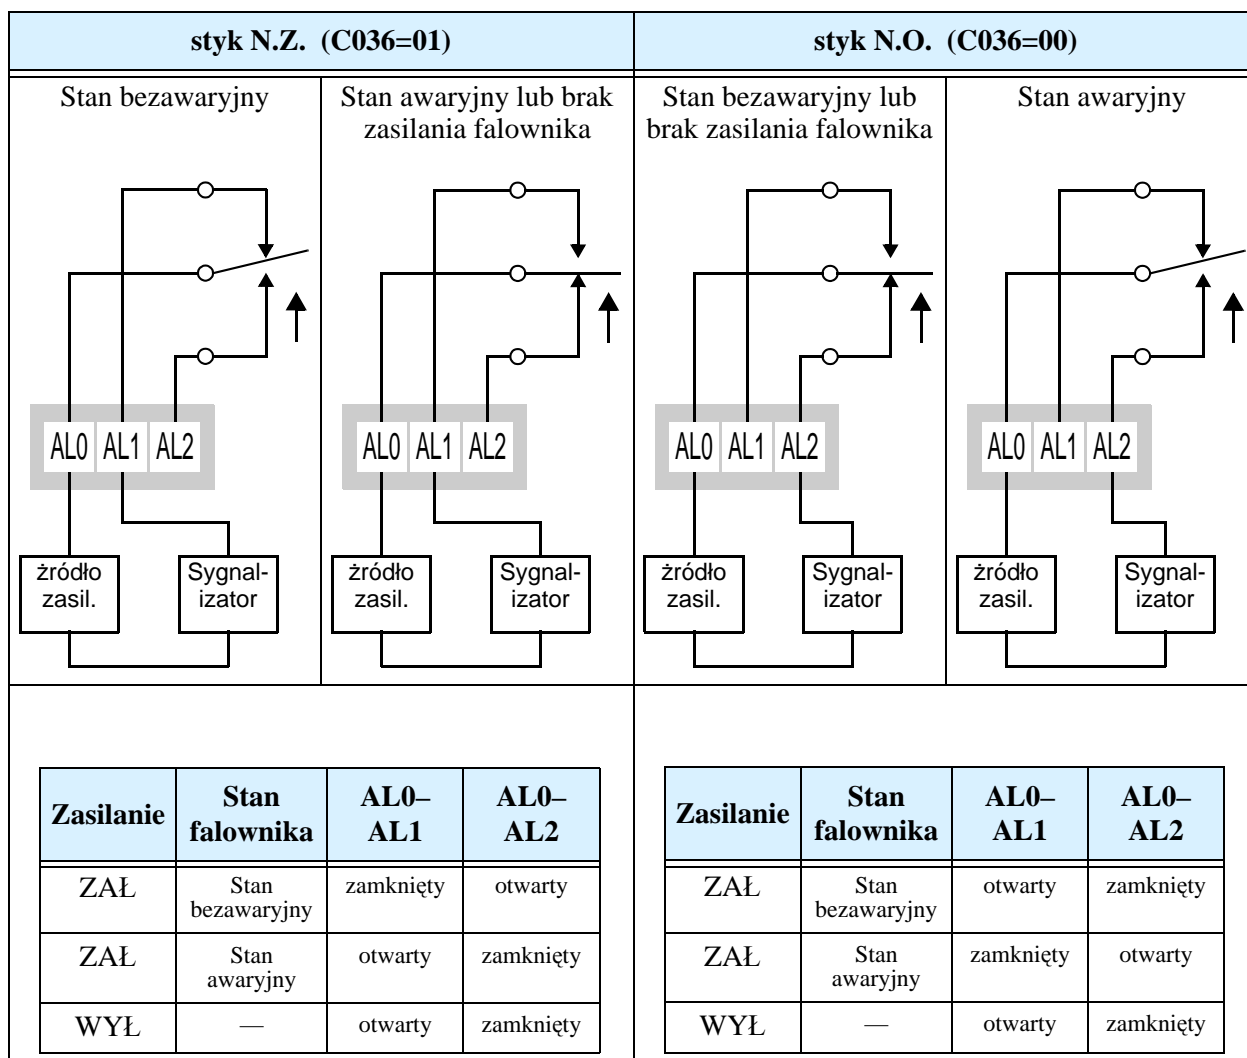 styk N.Z. (C036=01)
styk N.O. (C036=00)
Stan bezawaryjny
Stan awaryjny lub brak
zasilania falownika
Stan bezawaryjny lub
brak zasilania falownika
Stan awaryjny
AL0 AL1 AL2
AL0 AL1 AL2
AL0 AL1 AL2
AL0 AL1 AL2
żródło
zasil.
Sygnal-
izator
żródło
zasil.
Sygnal-
izator
żródło
zasil.
Sygnal-
izator
żródło
zasil.
Sygnal-
izator
Zasilanie
Stan
falownika
AL0–
AL1
AL0–
AL2
ZAŁ
Stan
bezawaryjny
zamknięty
otwarty
ZAŁ
Stan
awaryjny
otwarty
zamknięty
WYŁ
—
otwarty
zamknięty
Zasilanie
Stan
falownika
AL0–
AL1
AL0–
AL2
ZAŁ
Stan
bezawaryjny
otwarty
zamknięty
ZAŁ
Stan
awaryjny
zamknięty
otwarty
WYŁ
—
otwarty
zamknięty